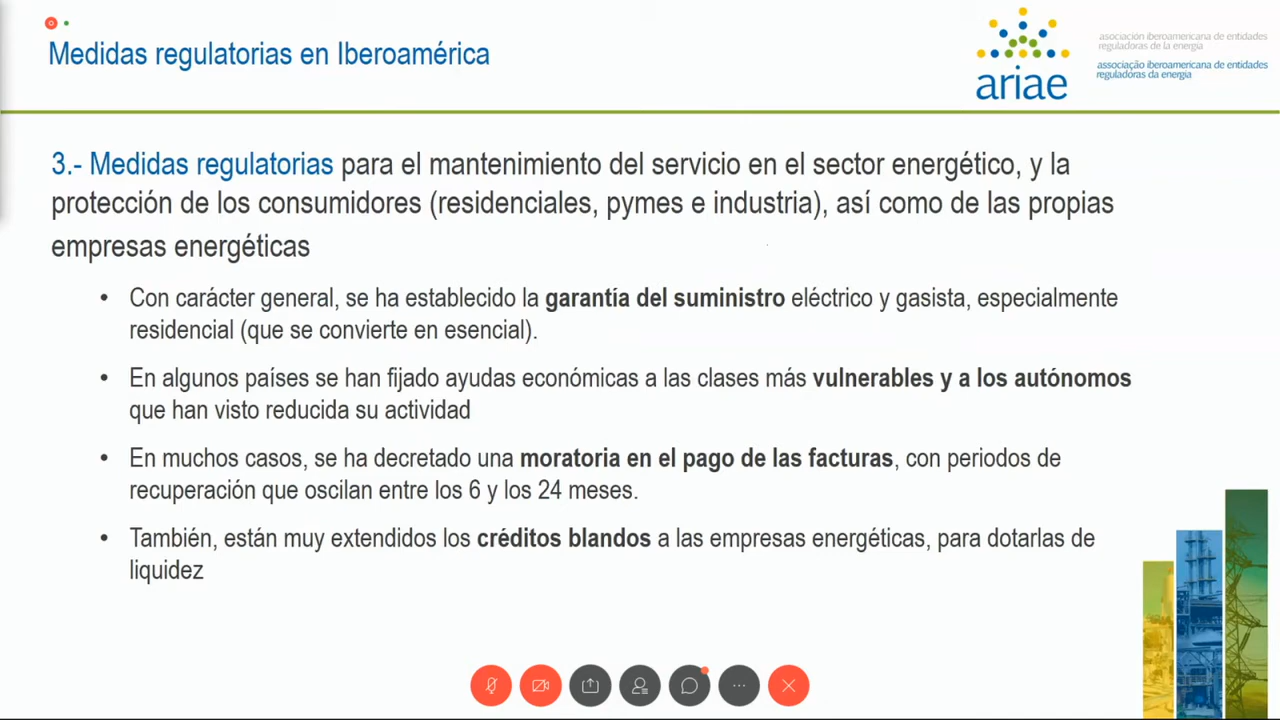 Medidas regulatorias en Iberoamérica
ariae
asociación iberoamericana de entidades
reguladoras de la energía
associação iberoamericana de entidades
reguladoras da energia
3.- Medidas regulatorias para el mantenimiento del servicio en el sector energético, y la
protección de los consumidores (residenciales, pymes e industria), así como de las propias
empresas energéticas
• Con carácter general, se ha establecido la garantía del suministro eléctrico y gasista, especialmente
residencial (que se convierte en esencial).
• En algunos países se han fijado ayudas económicas a las clases más vulnerables y a los autónomos
que han visto reducida su actividad
• En muchos casos, se ha decretado una moratoria en el pago de las facturas, con periodos de
recuperación que oscilan entre los 6 y los 24 meses.
• También, están muy extendidos los créditos blandos a las empresas energéticas, para dotarlas de
liquidez